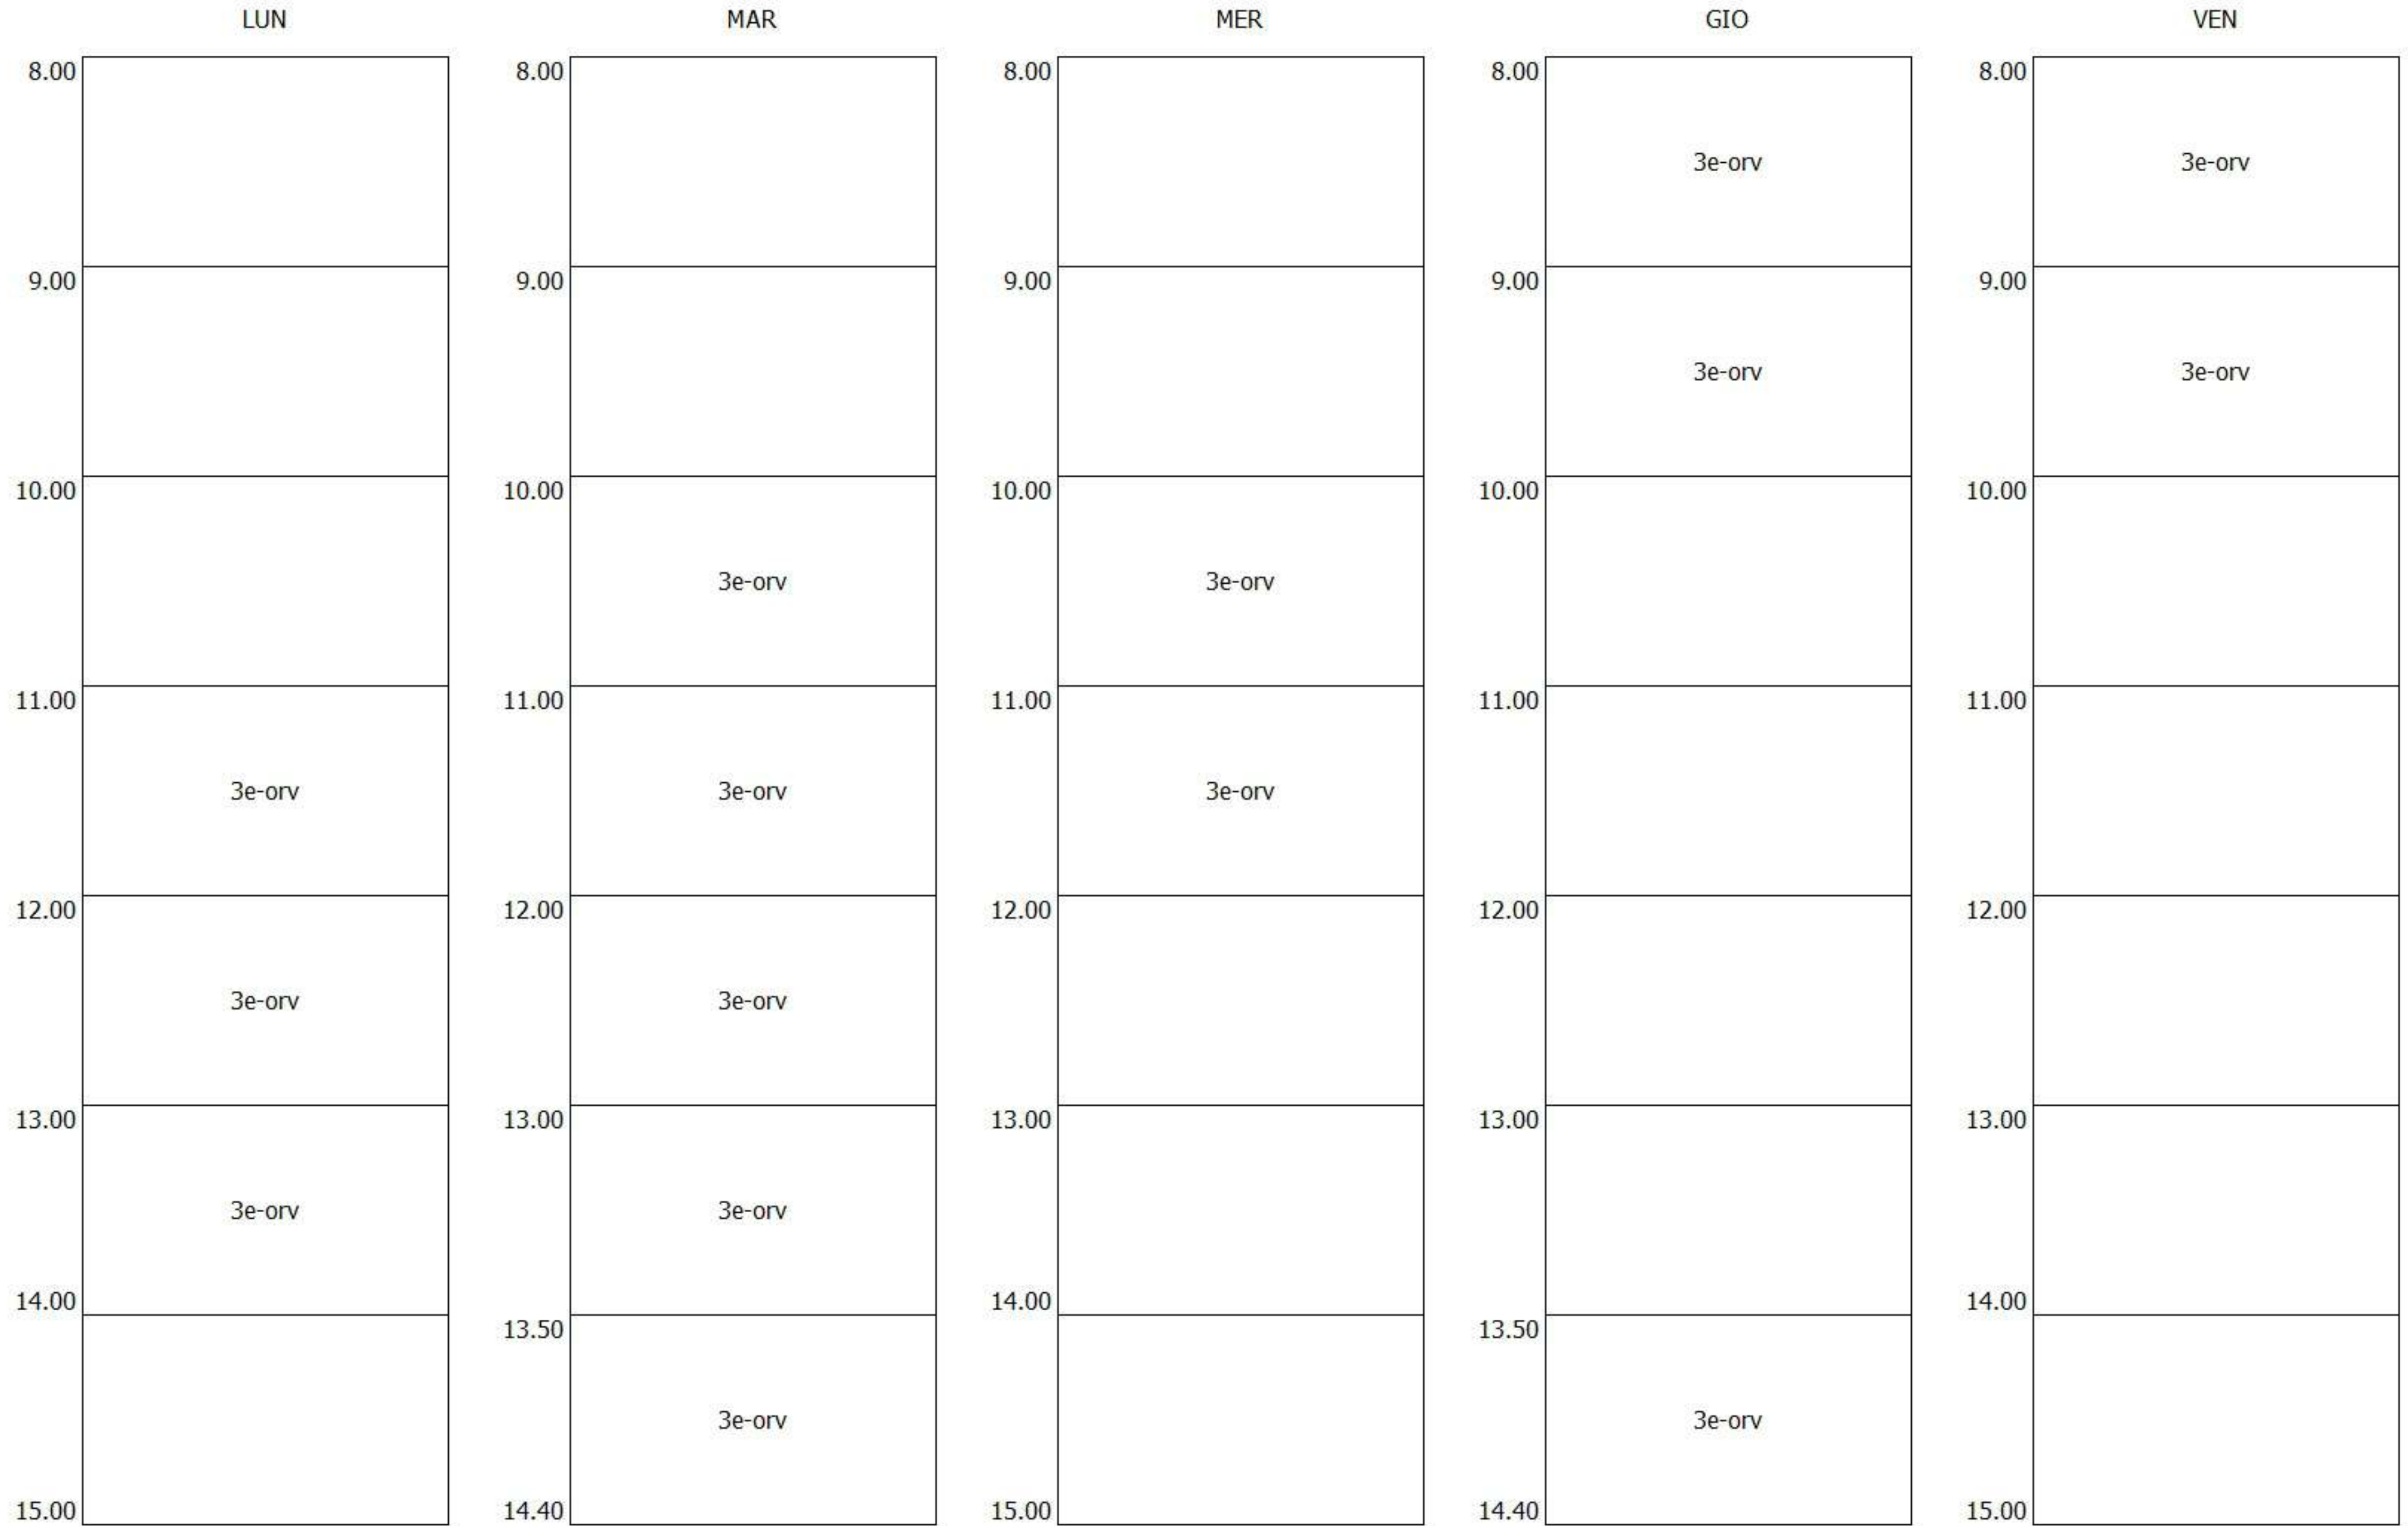 LUN MAR MER GIO VEN
8.00 8.00 8.00 8.00 8.00
3e-orv 3e-orv
9.00 9.00 9.00 9.00 9.00
3e-orv 3e-orv
10.00 10.00 10.00 10.00 10.00
3e-orv 3e-orv
11.00 11.00 11.00 11.00 11.00
3e-orv 3e-orv 3e-orv
12.00 12.00 12.00 12.00 12.00
3e-orv 3e-orv
13.00 13.00 13.00 13.00 13.00
3e-orv 3e-orv
14.00 14.00 14.00
13.50 13.50
3e-orv 3e-orv
15.00 14.40 15.00 14.40 15.00